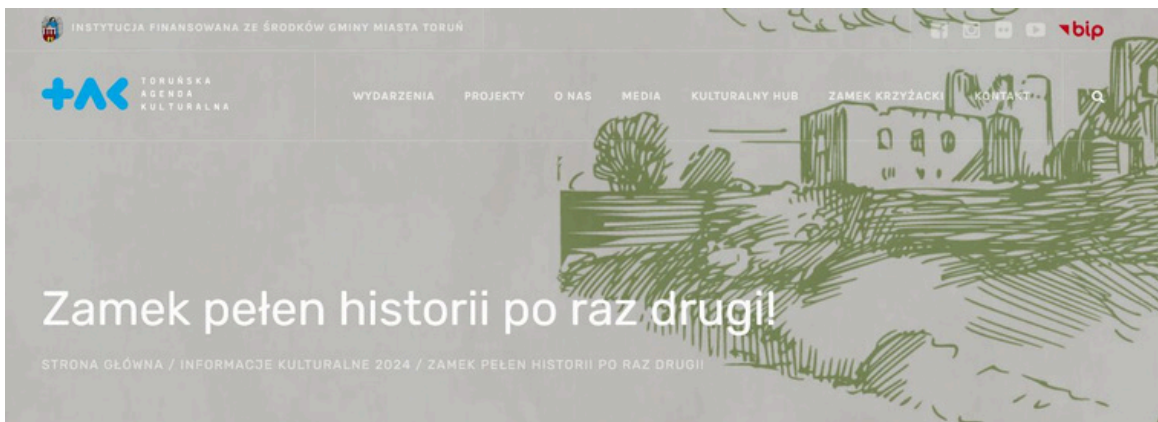 INSTYTUCJA FINANSOWANA ZE ŚRODKÓW GMINY MIASTA TORUŃ
bip
TORUŃSKA
AGENDA
KULTURALNA
WYDARZENIA PROJEKTY O NAS MEDIA KULTURALNY HUB ZAMEK KRZYŻACKI KONTAKT
Zamek pełen historii po raz drugi!
STRONA GŁÓWNA / INFORMACJE KULTURALNE 2024 / ZAMEK PEŁEN HISTORII PO RAZ DRUGI!